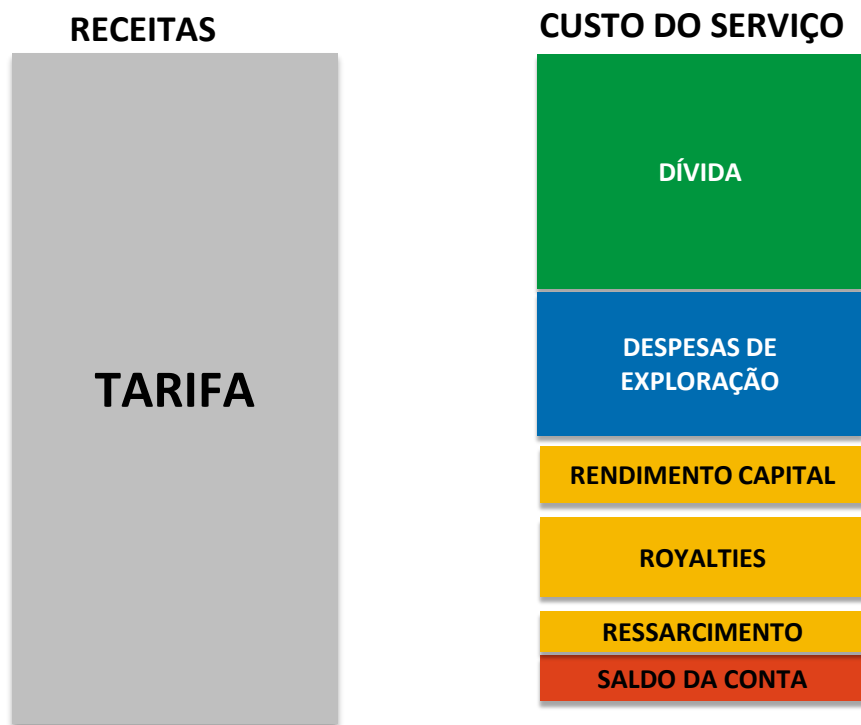 RECEITAS
CUSTO DO SERVIÇO
TARIFA
DÍVIDA
DESPESAS DE
EXPLORAÇÃO
RENDIMENTO CAPITAL
ROYALTIES
RESSARCIMENTO
SALDO DA CONTA